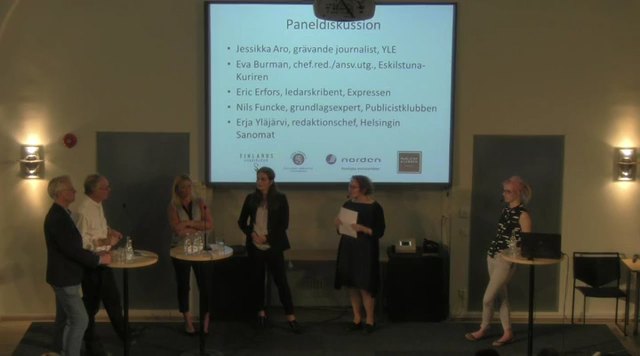 Paneldiskussion
• Jessikka Aro, grävande journalist, YLE
• Eva Burman, chef.red./ansv.utg., Eskilstuna-
Kuriren
• Eric Erfors, ledarskribent, Expressen
• Nils Funcke, grundlagsexpert, Publicistklubben
• Erja Yläjärvi, redaktionschef, Helsingin
Sanomat
FINLANDS
norden